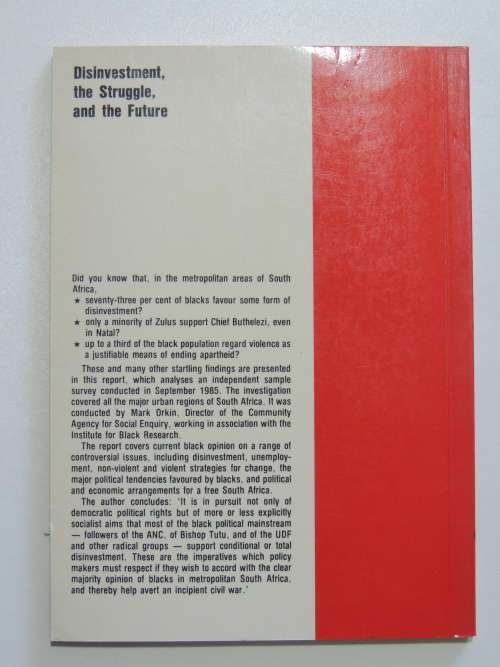 Disinvestment,
the Struggle,
and the Future
Did you know that, in the metropolitan areas of South
Africa,
★ seventy-three per cent of blacks favour some form of
disinvestment?
★ only a minority of Zulus support Chief Buthelezi, even
in Natal?
★ up to a third of the black population regard violence as
a justifiable means of ending apartheid?
These and many other startling findings are presented
in this report, which analyses an independent sample
survey conducted in September 1985. The investigation
covered all the major urban regions of South Africa. It was
conducted by Mark Orkin, Director of the Community
Agency for Social Enquiry, working in association with the
Institute for Black Research.
The report covers current black opinion on a range of
controversial issues, including disinvestment, unemploy-
ment, non-violent and violent strategies for change, the
major political tendencies favoured by blacks, and political
and economic arrangements for a free South Africa.
The author concludes: 'It is in pursuit not only of
democratic political rights but of more or less explicitly
socialist aims that most of the black political mainstream
— followers of the ANC, of Bishop Tutu, and of the UDF
and other radical groups — support conditional or total
disinvestment. These are the imperatives which policy
makers must respect if they wish to accord with the clear
majority opinion of blacks in metropolitan South Africa,
and thereby help avert an incipient civil war.'